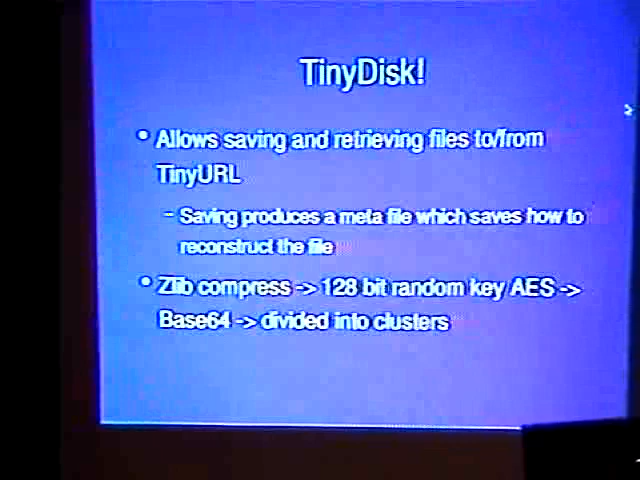 TinyDisk!
• Allows saving and retrieving files to/from
TinyURL
– Saving produces a meta file which saves how to
reconstruct the file
• Zlib compress -> 128 bit random key AES ->
Base64 -> divided into clusters